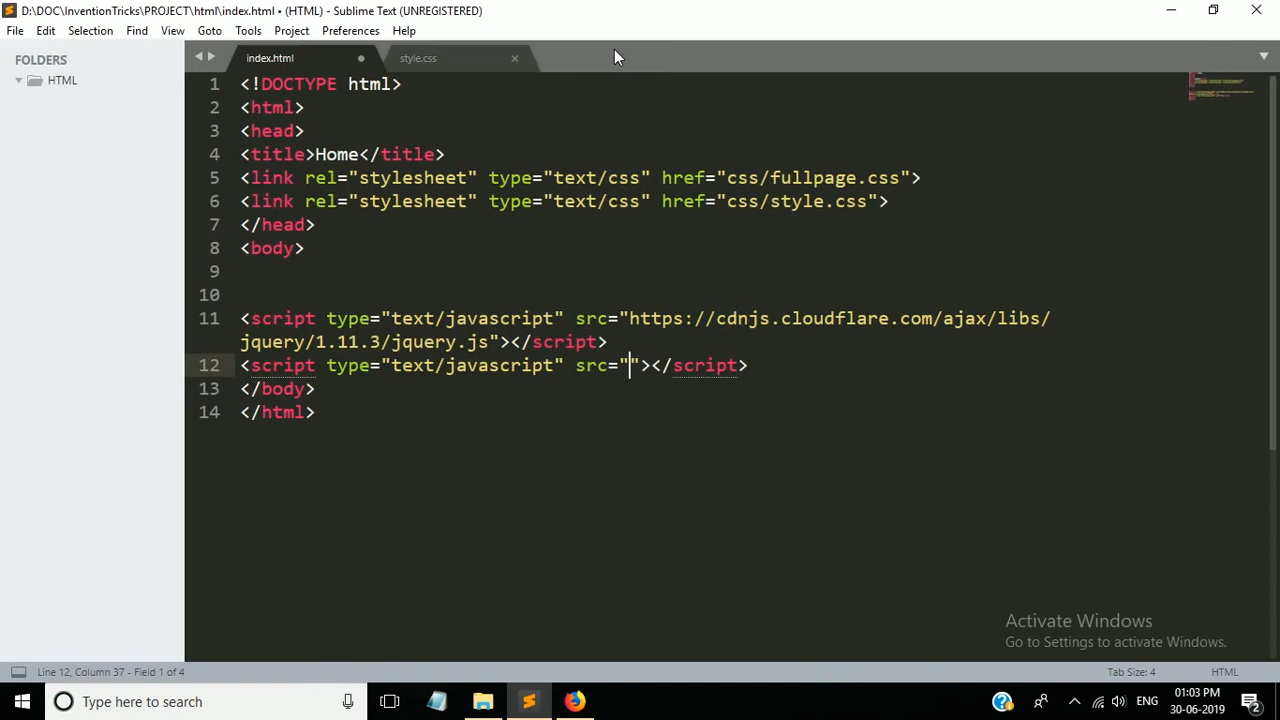 D:\DOC\InventionTricks\PROJECT\html\index.html • (HTML) - Sublime Text (UNREGISTERED)
File Edit Selection Find View Goto Tools Project Preferences Help
FOLDERS
HTML
index.html
style.css
1 <!DOCTYPE html>
2 <html>
3 <head>
4 <title>Home</title>
5 <link rel="stylesheet" type="text/css" href="css/fullpage.css">
6 <link rel="stylesheet" type="text/css" href="css/style.css">
7 </head>
8 <body>
9
10
11 <script type="text/javascript" src="https://cdnjs.cloudflare.com/ajax/libs/
jquery/1.11.3/jquery.js"></script>
12 <script type="text/javascript" src=""></script>
13 </body>
14 </html>
Activate Windows
Go to Settings to activate Windows.
Line 12, Column 37 - Field 1 of 4
Tab Size: 4
HTML
Type here to search
ENG
01:03 PM
30-06-2019
2